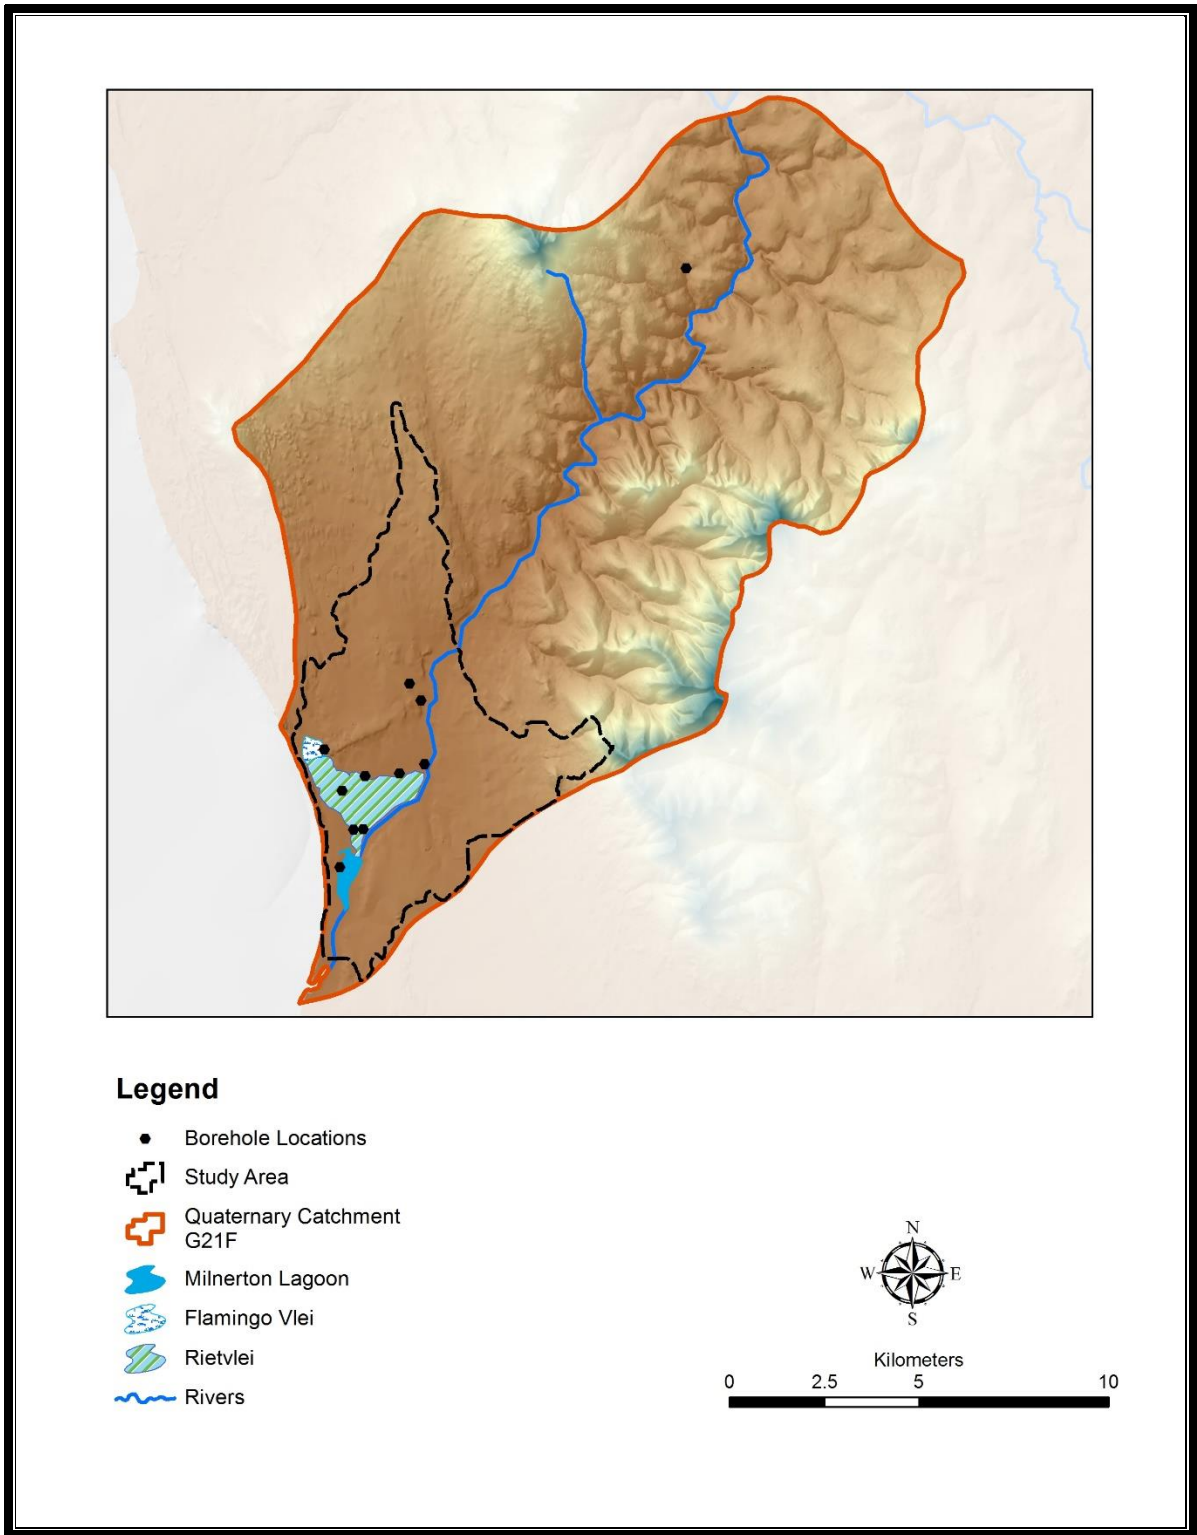 Legend
Borehole Locations
Study Area
Quaternary Catchment
G21F
Milnerton Lagoon
Flamingo Vlei
Rietvlei
Rivers
N
W E
S
Kilometers
0 2.5 5 10